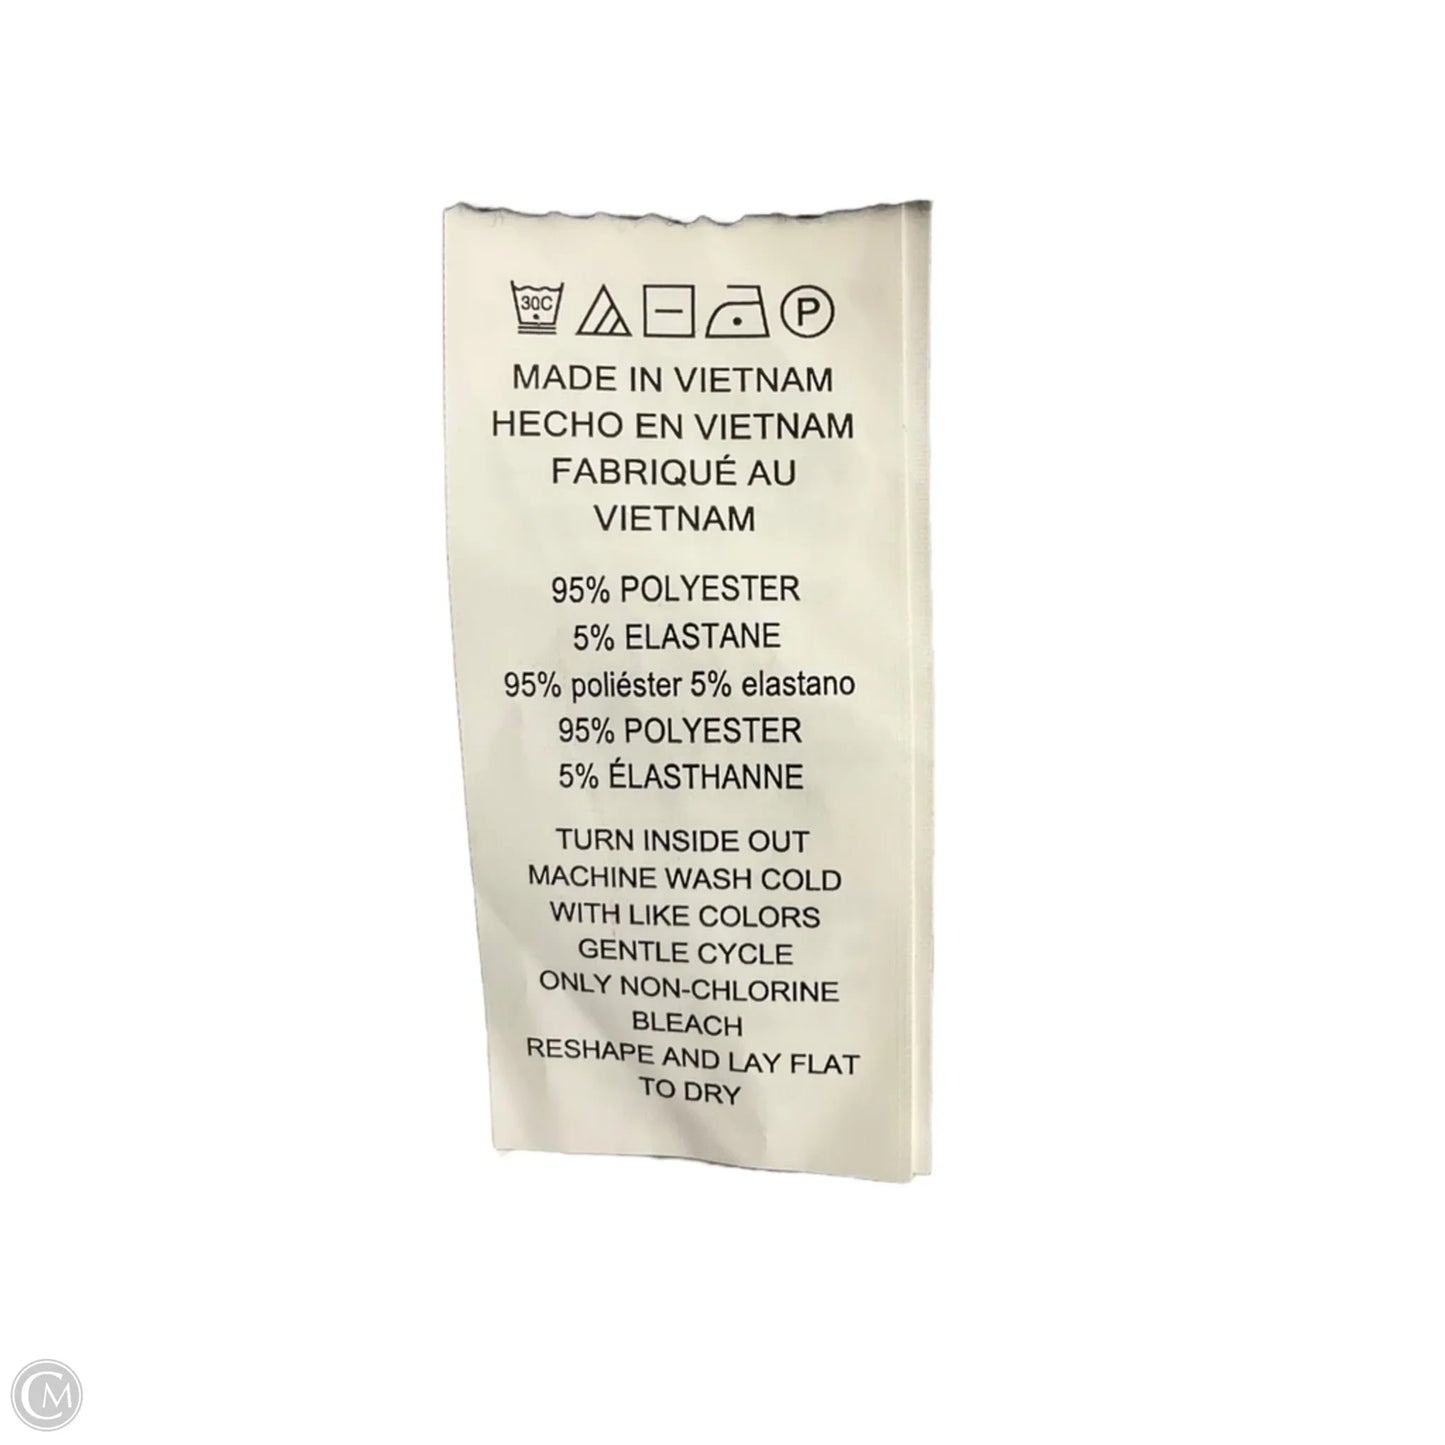 30C
P
MADE IN VIETNAM
HECHO EN VIETNAM
FABRIQUÉ AU
VIETNAM
95% POLYESTER
5% ELASTANE
95% poliéster 5% elastano
95% POLYESTER
5% ÉLASTHANNE
TURN INSIDE OUT
MACHINE WASH COLD
WITH LIKE COLORS
GENTLE CYCLE
ONLY NON-CHLORINE
BLEACH
RESHAPE AND LAY FLAT
TO DRY
CM